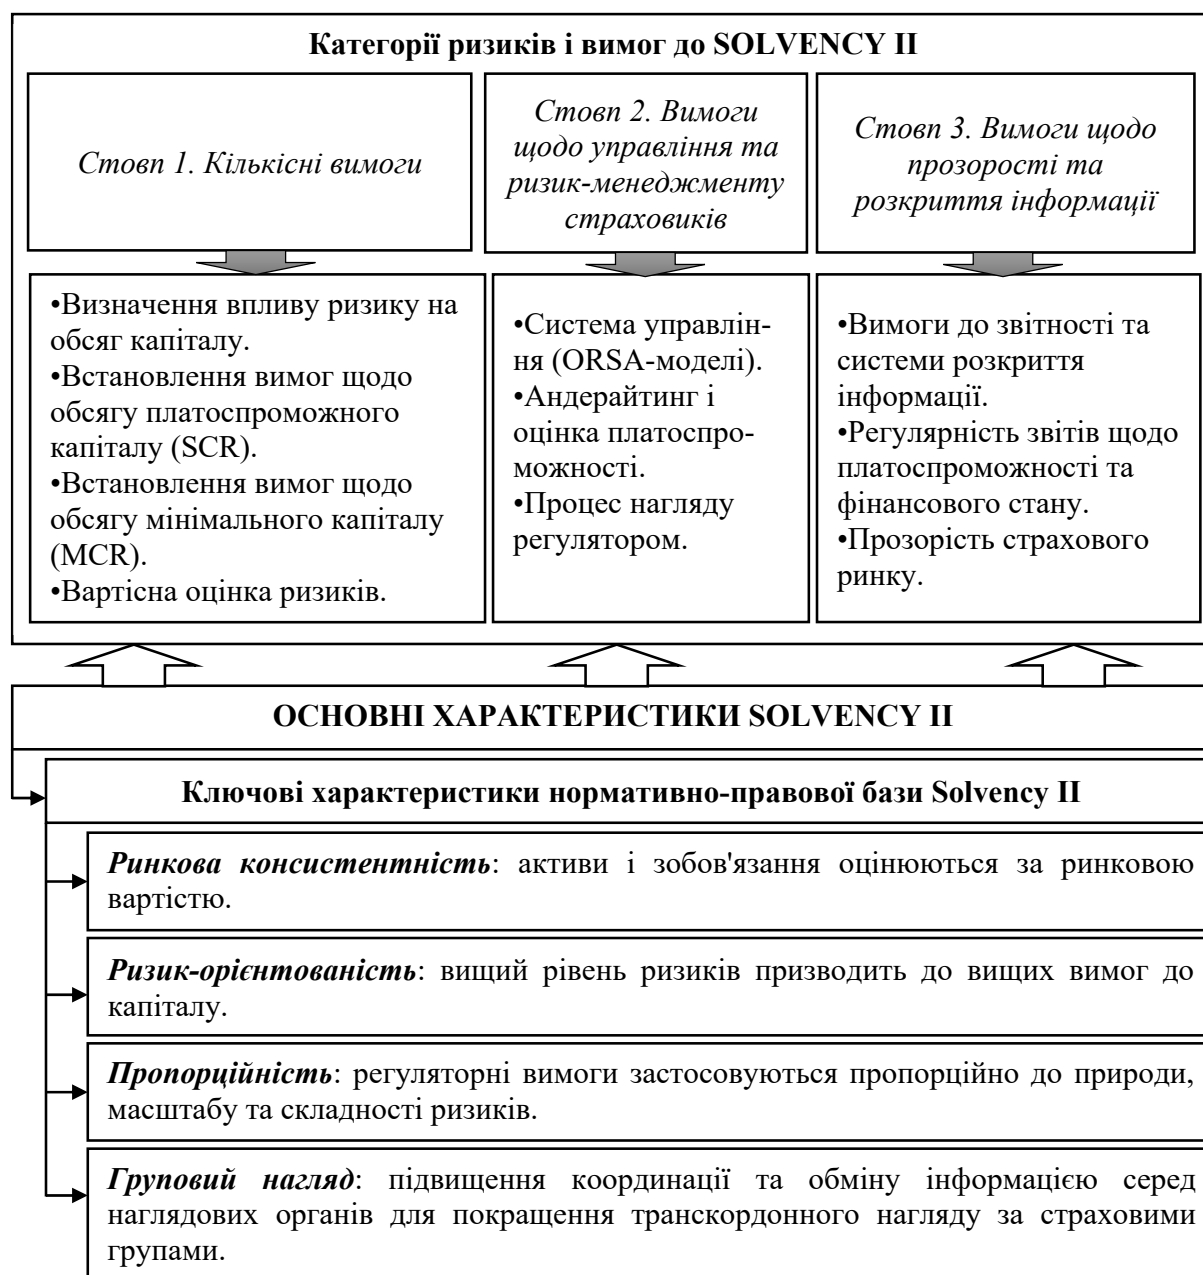 Категорії ризиків і вимог до SOLVENCY II
Стовп 1. Кількісні вимоги
Стовп 2. Вимоги
щодо управління та
ризик-менеджменту
страховиків
Стовп 3. Вимоги щодо
прозорості та
розкриття інформації
•Визначення впливу ризику на
обсяг капіталу.
•Встановлення вимог щодо
обсягу платоспроможного
капіталу (SCR).
•Встановлення вимог щодо
обсягу мінімального капіталу
(MCR).
•Вартісна оцінка ризиків.
•Система управлін-
ня (ORSA-моделі).
•Андерайтинг і
оцінка платоспро-
можності.
•Процес нагляду
регулятором.
•Вимоги до звітності та
системи розкриття
інформації.
•Регулярність звітів щодо
платоспроможності та
фінансового стану.
•Прозорість страхового
ринку.
ОСНОВНІ ХАРАКТЕРИСТИКИ SOLVENCY II
Ключові характеристики нормативно-правової бази Solvency II
Ринкова консистентність: активи і зобов'язання оцінюються за ринковою
вартістю.
Ризик-орієнтованість: вищий рівень ризиків призводить до вищих вимог до
капіталу.
Пропорційність: регуляторні вимоги застосовуються пропорційно до природи,
масштабу та складності ризиків.
Груповий нагляд: підвищення координації та обміну інформацією серед
наглядових органів для покращення транскордонного нагляду за страховими
групами.